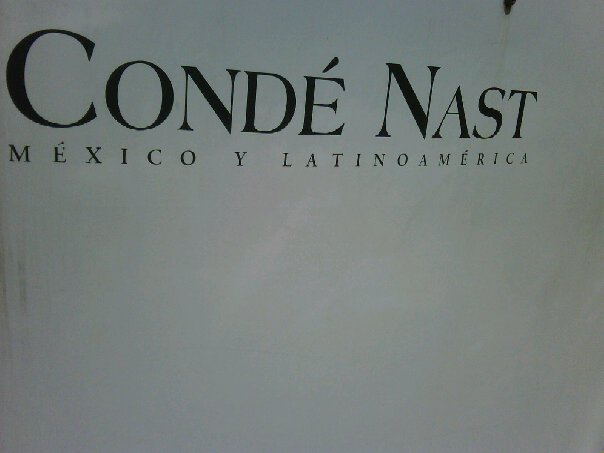 CONDÉ NAST
MÉXICO Y LATINOAMÉRICA